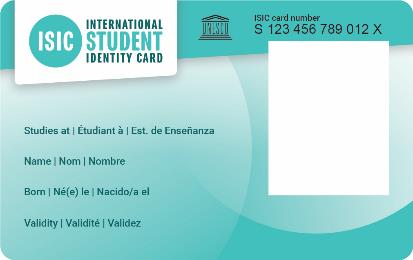 ISIC
INTERNATIONAL
STUDENT
IDENTITY CARD
UNESCO
ISIC card number
S 123 456 789 012 X
Studies at | Étudiant à | Est. de Enseñanza
Name | Nom | Nombre
Born | Né(e) le | Nacido/a el
Validity | Validité | Validez